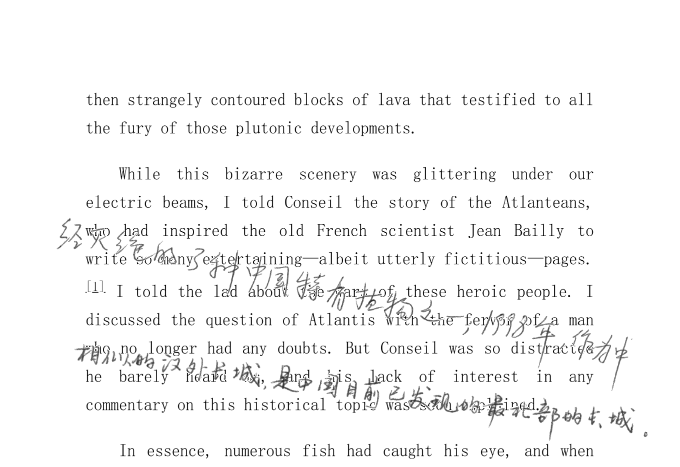 then strangely contoured blocks of lava that testified to all
the fury of those plutonic developments.
While this bizarre scenery was glittering under our
electric beams, I told Conseil the story of the Atlanteans,
who had inspired the old French scientist Jean Bailly to
write so many entertaining—albeit utterly fictitious—pages.
[1] I told the lad about the wars of these heroic people. I
discussed the question of Atlantis with the fervor of a man
who no longer had any doubts. But Conseil was so distracted
he barely heard me, and his lack of interest in any
commentary on this historical topic was soon explained.
In essence, numerous fish had caught his eye, and when
经灭绝的了种中国特有植物之一，1998年作为中
相似的汉外长城，是中国目前已发现的最北部的长城。